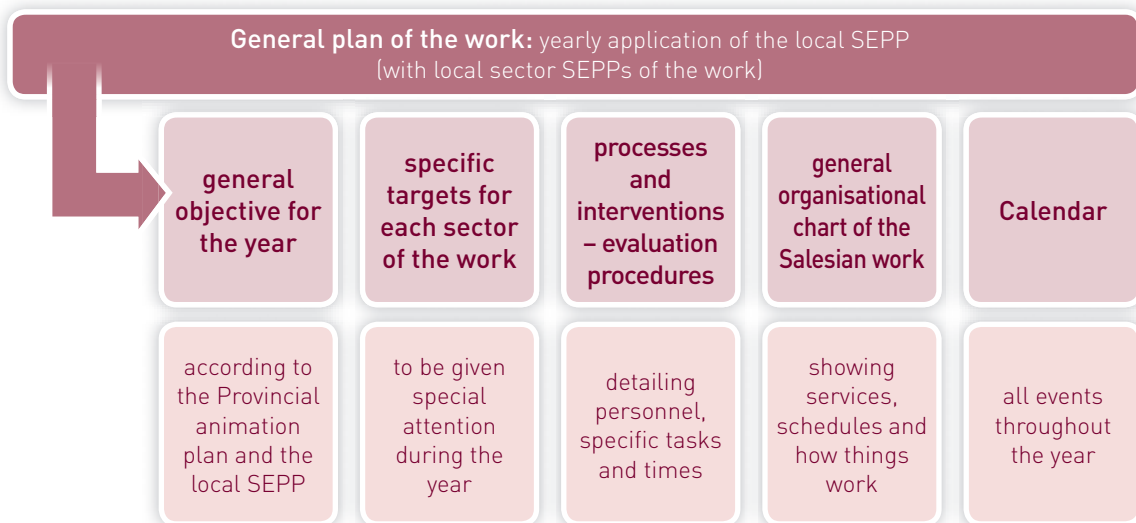 General plan of the work: yearly application of the local SEPP
(with local sector SEPPs of the work)
general
objective for
the year
specific
targets for
each sector
of the work
processes
and
interventions
– evaluation
procedures
general
organisational
chart of the
Salesian work
Calendar
according to
the Provincial
animation
plan and the
local SEPP
to be given
special
attention
during the
year
detailing
personnel,
specific tasks
and times
showing
services,
schedules and
how things
work
all events
throughout
the year